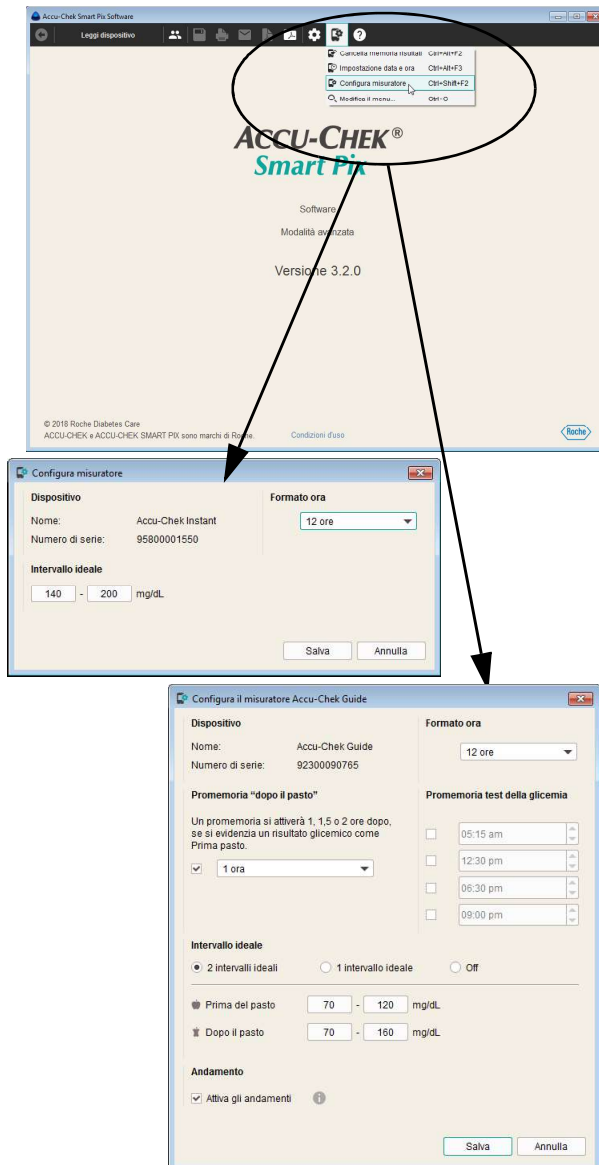 Accu-Chek Smart Pix Software
Leggi dispositivo
Cancella memoria risultati Ctrl+Alt+F2
Impostazione data e ora Ctrl+Alt+F3
Configura misuratore Ctrl+Shift+F2
Modifica il menu... Ctrl+O
ACCU-CHEK®
Smart Pix
Software
Modalità avanzata
Versione 3.2.0
© 2018 Roche Diabetes Care
ACCU-CHEK e ACCU-CHEK SMART PIX sono marchi di Roche. Condizioni d'uso
Roche
Configura misuratore
Dispositivo
Nome: Accu-Chek Instant
Numero di serie: 95800001550
Formato ora
12 ore
Intervallo ideale
140 - 200 mg/dL
Salva Annulla
Configura il misuratore Accu-Chek Guide
Dispositivo
Nome: Accu-Chek Guide
Numero di serie: 92300090765
Formato ora
12 ore
Promemoria "dopo il pasto"
Un promemoria si attiverà 1, 1,5 o 2 ore dopo,
se si evidenzia un risultato glicemico come
Prima pasto.
1 ora
Promemoria test della glicemia
05:15 am
12:30 pm
06:30 pm
09:00 pm
Intervallo ideale
2 intervalli ideali 1 intervallo ideale Off
Prima del pasto 70 - 120 mg/dL
Dopo il pasto 70 - 160 mg/dL
Andamento
Attiva gli andamenti
Salva Annulla